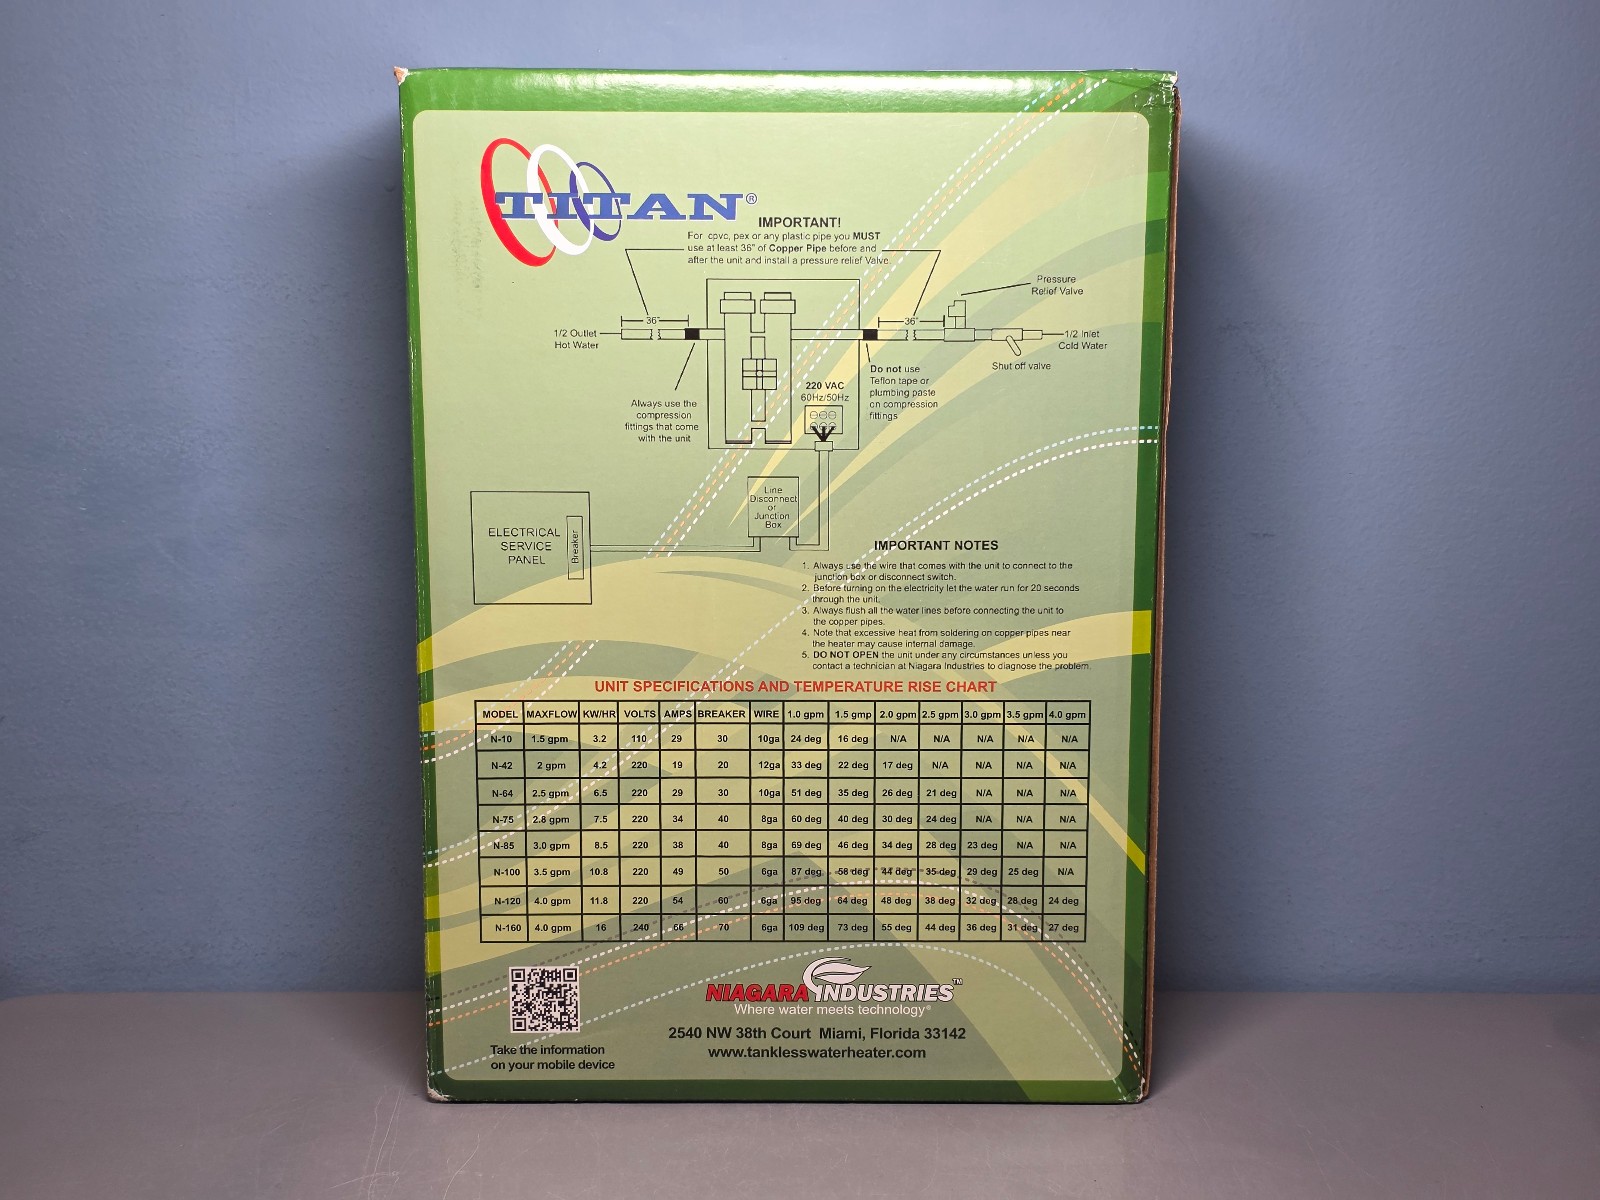 TITAN®
IMPORTANT!
For cpvc, pex or any plastic pipe you MUST
use at least 36" of Copper Pipe before and
after the unit and install a pressure relief Valve.
Pressure
Relief Valve
36"
36"
1/2 Outlet
Hot Water
1/2 Inlet
Cold Water
Shut off valve
Do not use
Teflon tape or
plumbing paste
on compression
fittings
220 VAC
60Hz/50Hz
Always use the
compression
fittings that come
with the unit
Line
Disconnect
or
Junction
Box
ELECTRICAL
SERVICE
PANEL
Breaker
IMPORTANT NOTES
1. Always use the wire that comes with the unit to connect to the
junction box or disconnect switch.
2. Before turning on the electricity let the water run for 20 seconds
through the unit.
3. Always flush all the water lines before connecting the unit to
the copper pipes.
4. Note that excessive heat from soldering on copper pipes near
the heater may cause internal damage.
5. DO NOT OPEN the unit under any circumstances unless you
contact a technician at Niagara Industries to diagnose the problem.
UNIT SPECIFICATIONS AND TEMPERATURE RISE CHART
MODEL MAXFLOW KW/HR VOLTS AMPS BREAKER WIRE 1.0 gpm 1.5 gmp 2.0 gpm 2.5 gpm 3.0 gpm 3.5 gpm 4.0 gpm
N-10 1.5 gpm 3.2 110 29 30 10ga 24 deg 16 deg N/A N/A N/A N/A N/A
N-42 2 gpm 4.2 220 19 20 12ga 33 deg 22 deg 17 deg N/A N/A N/A N/A
N-64 2.5 gpm 6.5 220 29 30 10ga 51 deg 35 deg 26 deg 21 deg N/A N/A N/A
N-75 2.8 gpm 7.5 220 34 40 8ga 60 deg 40 deg 30 deg 24 deg N/A N/A N/A
N-85 3.0 gpm 8.5 220 38 40 8ga 69 deg 46 deg 34 deg 28 deg 23 deg N/A N/A
N-100 3.5 gpm 10.8 220 49 50 6ga 87 deg 58 deg 44 deg 35 deg 29 deg 25 deg N/A
N-120 4.0 gpm 11.8 220 54 60 6ga 95 deg 64 deg 48 deg 38 deg 32 deg 28 deg 24 deg
N-160 4.0 gpm 16 240 66 70 6ga 109 deg 73 deg 55 deg 44 deg 36 deg 31 deg 27 deg
NIAGARA INDUSTRIES™
Where water meets technology®
2540 NW 38th Court Miami, Florida 33142
www.tanklesswaterheater.com
Take the information
on your mobile device